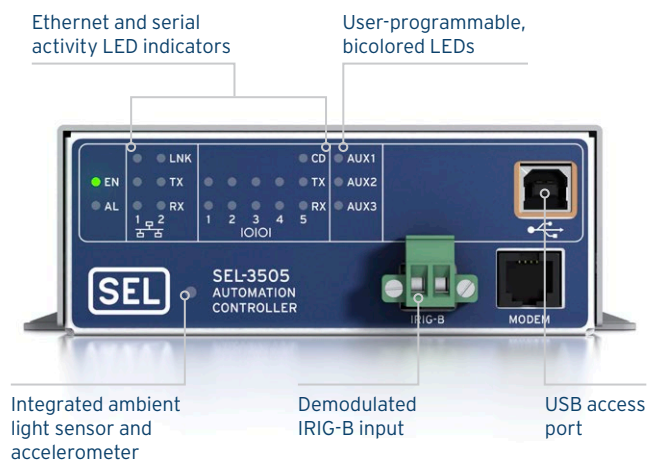 Ethernet and serial
activity LED indicators
User-programmable,
bicolored LEDs
LNK
CD
AUX1
EN
TX
TX
AUX2
AL
RX
RX
AUX3
1 2
1 2 3 4 5
IOIOI
SEL
SEL-3505
AUTOMATION
CONTROLLER
IRIG-B
MODEM
Integrated ambient
light sensor and
accelerometer
Demodulated
IRIG-B input
USB access
port